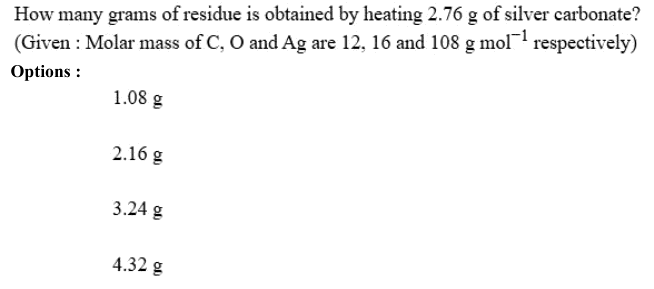 How many grams of residue is obtained by heating 2.76 g of silver carbonate?
(Given : Molar mass of C, O and Ag are 12, 16 and 108 g mol⁻¹ respectively)
Options :
1.08 g
2.16 g
3.24 g
4.32 g